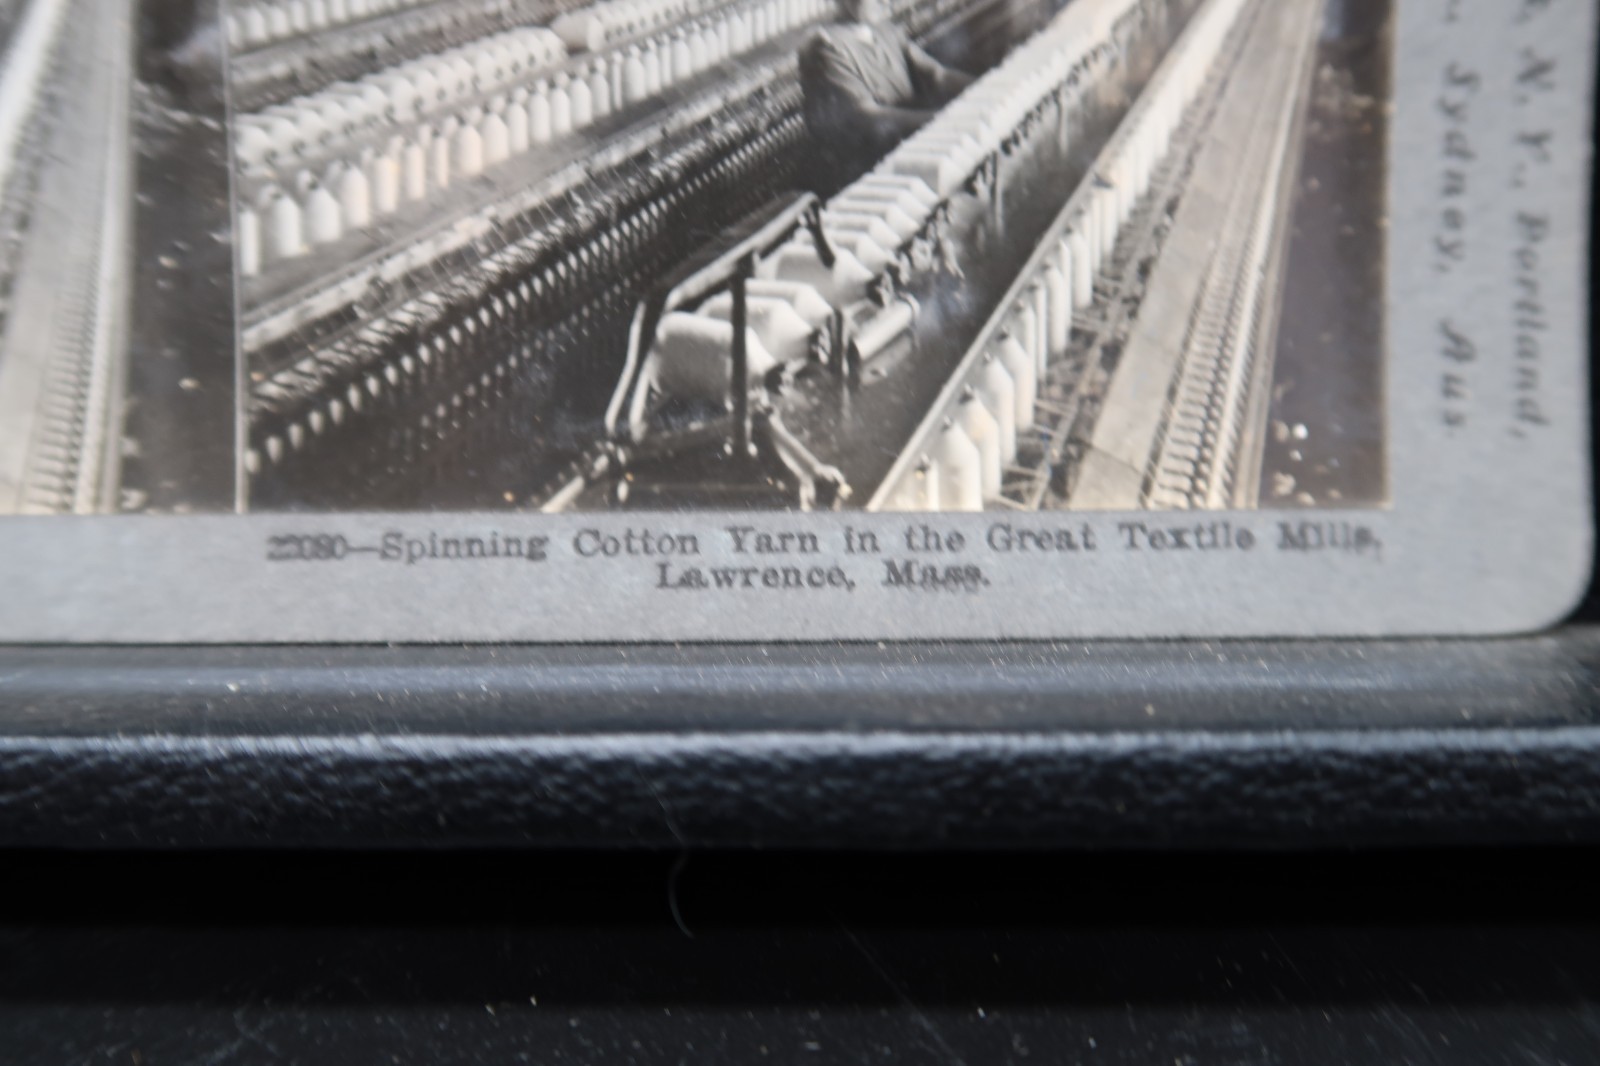 22080—Spinning Cotton Yarn in the Great Textile Mills,
Lawrence, Mass.
N. Y., Portland,
Sydney, Aus